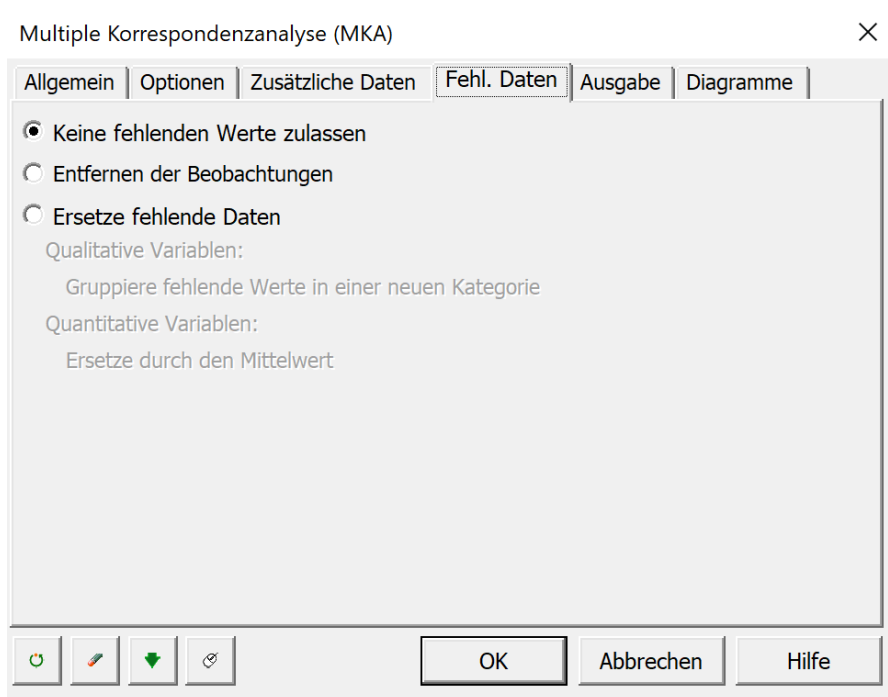 Multiple Korrespondenzanalyse (MKA)
Allgemein Optionen Zusätzliche Daten Fehl. Daten Ausgabe Diagramme
Keine fehlenden Werte zulassen
Entfernen der Beobachtungen
Ersetze fehlende Daten
Qualitative Variablen:
Gruppiere fehlende Werte in einer neuen Kategorie
Quantitative Variablen:
Ersetze durch den Mittelwert
OK Abbrechen Hilfe